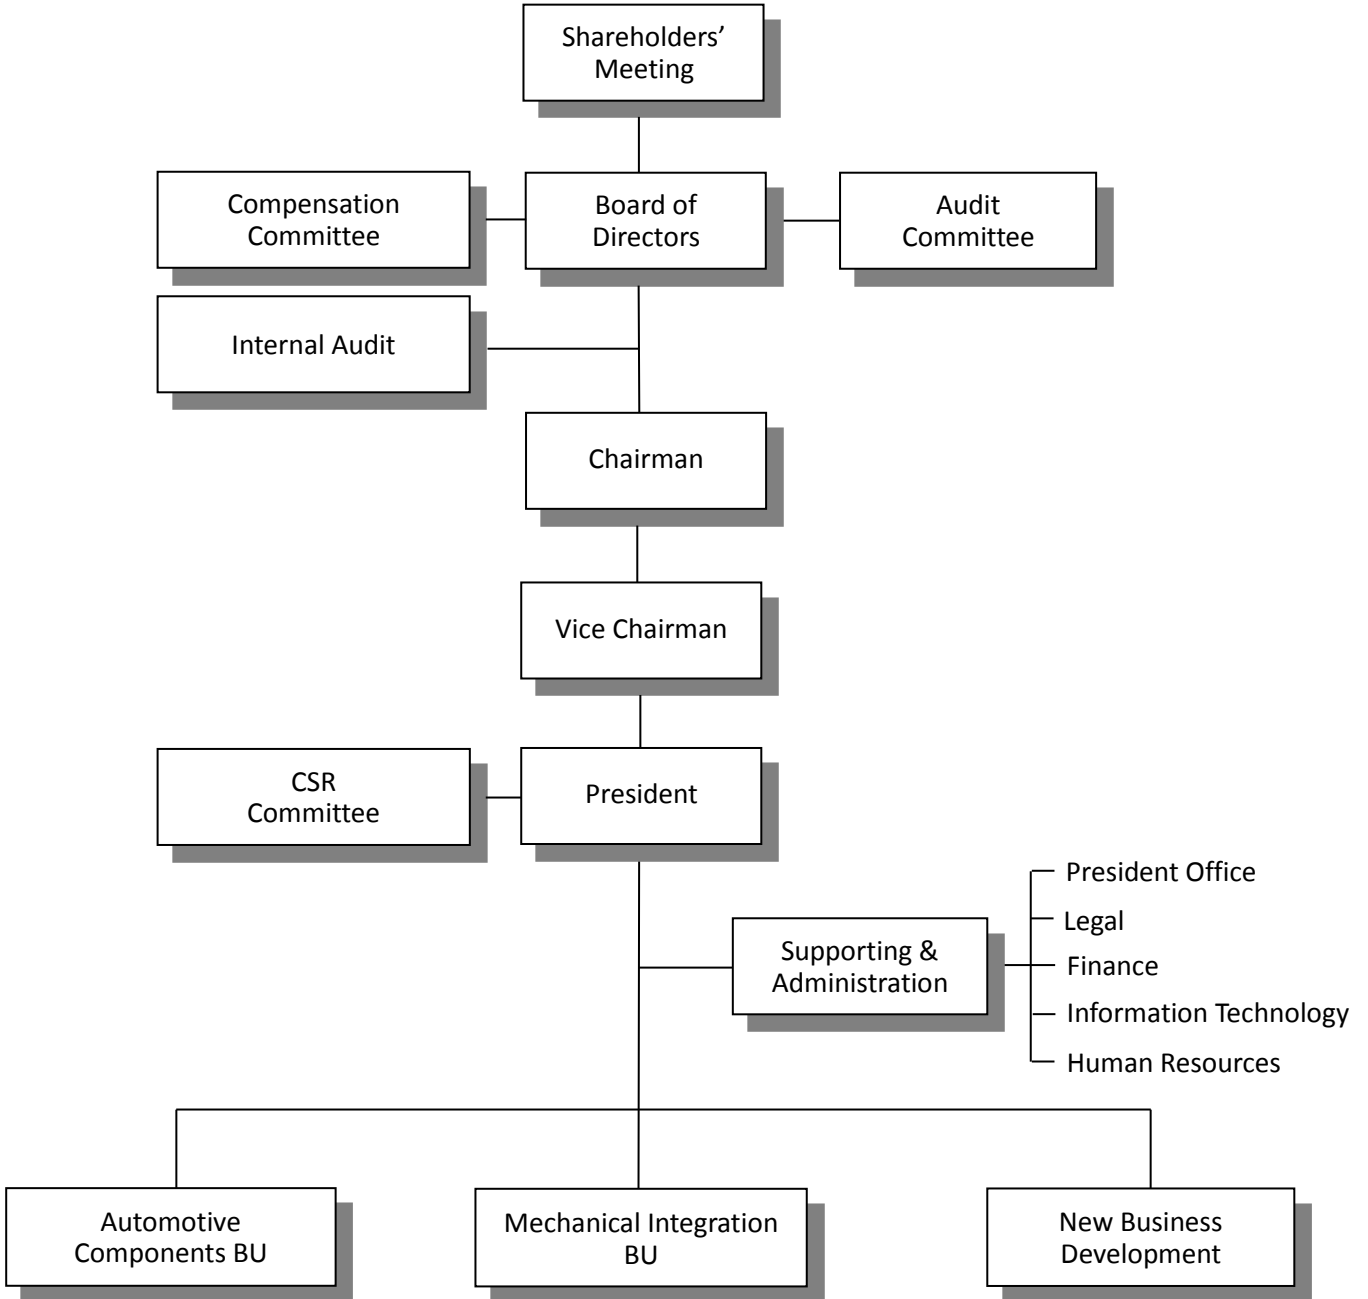 Shareholders’
Meeting
Compensation
Committee
Board of
Directors
Audit
Committee
Internal Audit
Chairman
Vice Chairman
CSR
Committee
President
Supporting &
Administration
President Office
Legal
Finance
Information Technology
Human Resources
Automotive
Components BU
Mechanical Integration
BU
New Business
Development